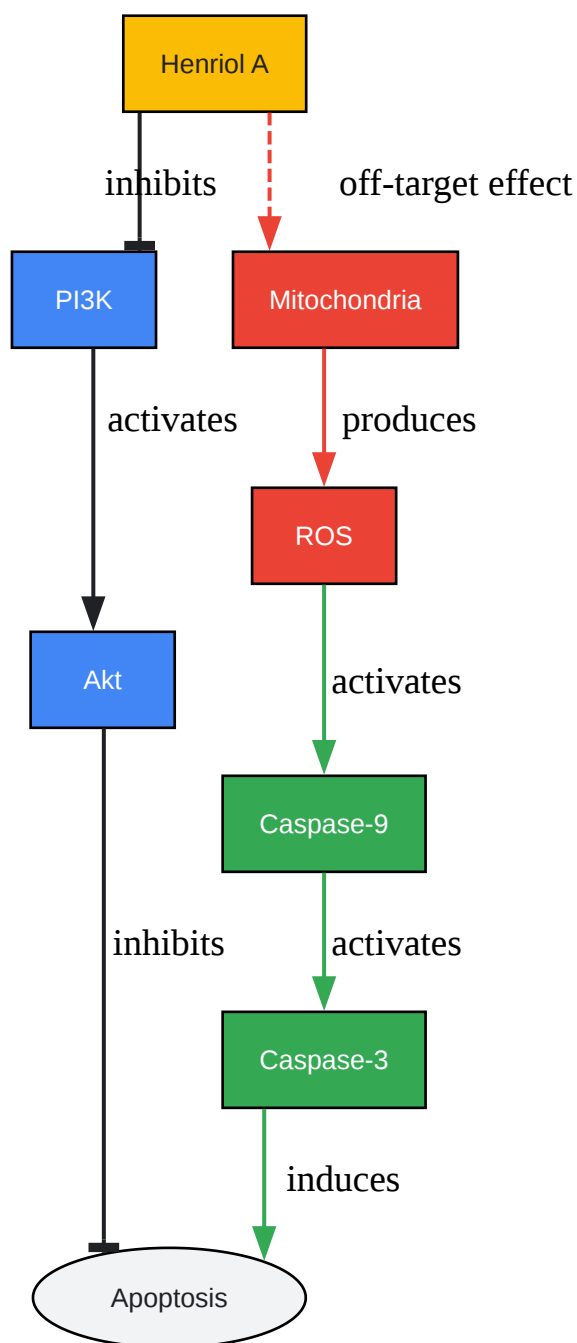 Henriol A
inhibits
off-target effect
PI3K
Mitochondria
activates
produces
ROS
Akt
activates
Caspase-9
inhibits
activates
Caspase-3
induces
Apoptosis